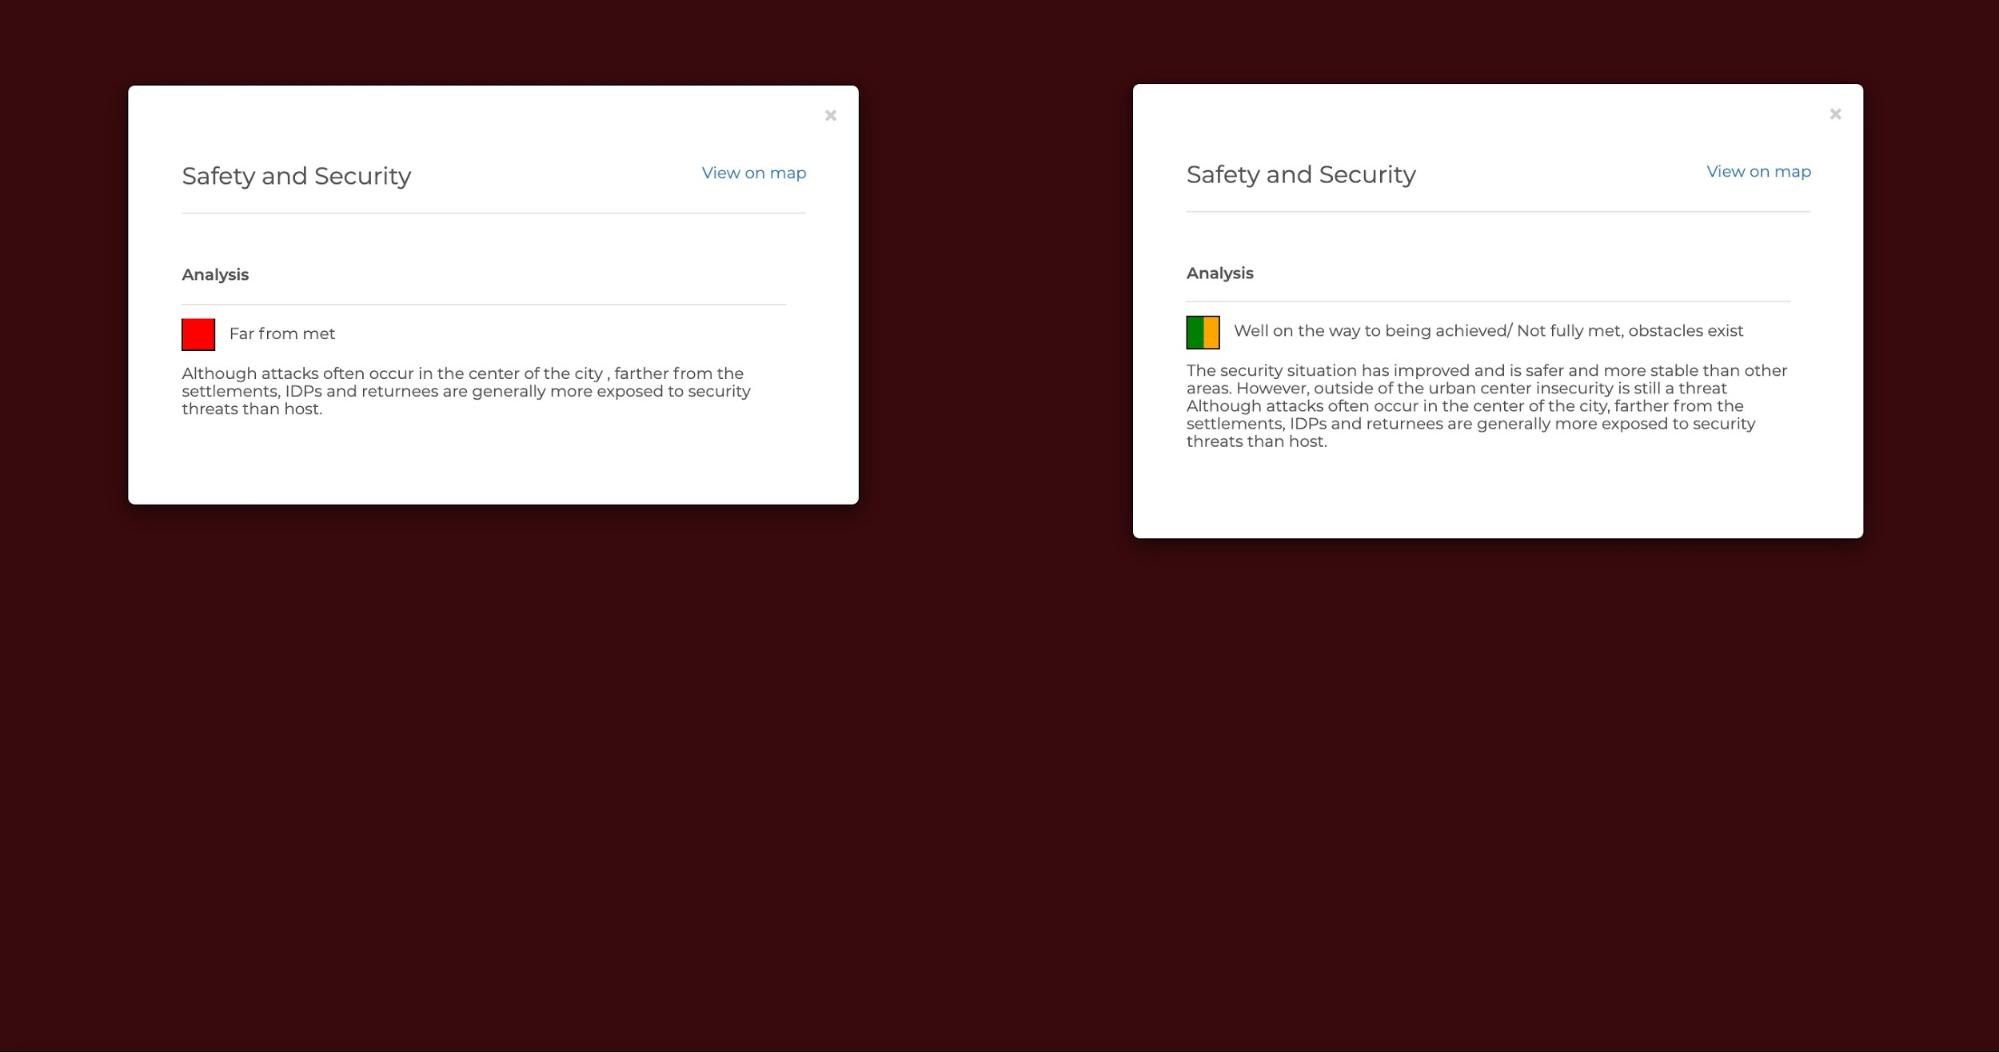 Safety and Security
View on map
Analysis
Far from met
Although attacks often occur in the center of the city , farther from the
settlements, IDPs and returnees are generally more exposed to security
threats than host.
Safety and Security
View on map
Analysis
Well on the way to being achieved/ Not fully met, obstacles exist
The security situation has improved and is safer and more stable than other
areas. However, outside of the urban center insecurity is still a threat
Although attacks often occur in the center of the city, farther from the
settlements, IDPs and returnees are generally more exposed to security
threats than host.